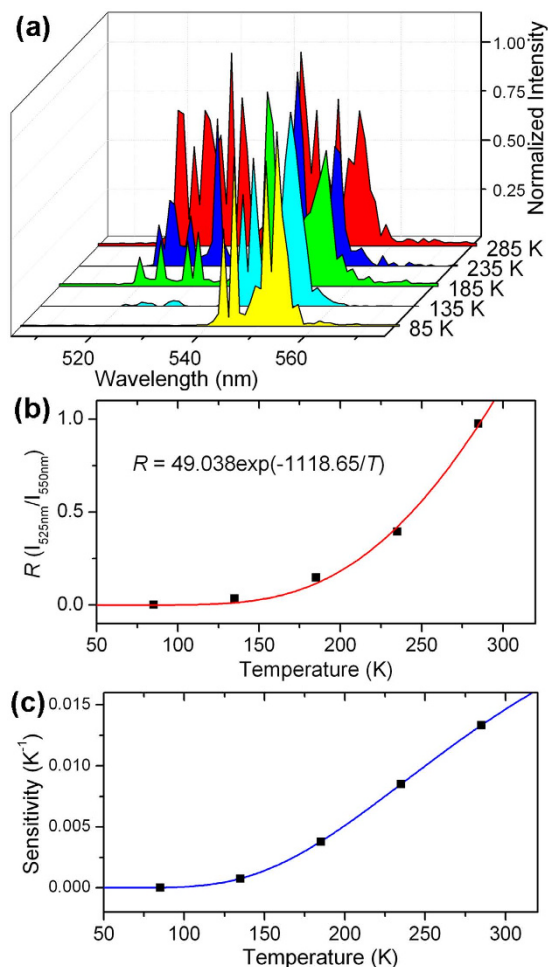 (a)
1.00
0.75
0.50
0.25
Normalized Intensity
285 K
235 K
185 K
135 K
85 K
520
540
560
Wavelength (nm)
(b)
1.0
0.5
0.0
R (I525nm/I550nm)
R = 49.038exp(-1118.65/T)
50 100 150 200 250 300
Temperature (K)
(c)
0.015
0.010
0.005
0.000
Sensitivity (K-1)
50 100 150 200 250 300
Temperature (K)